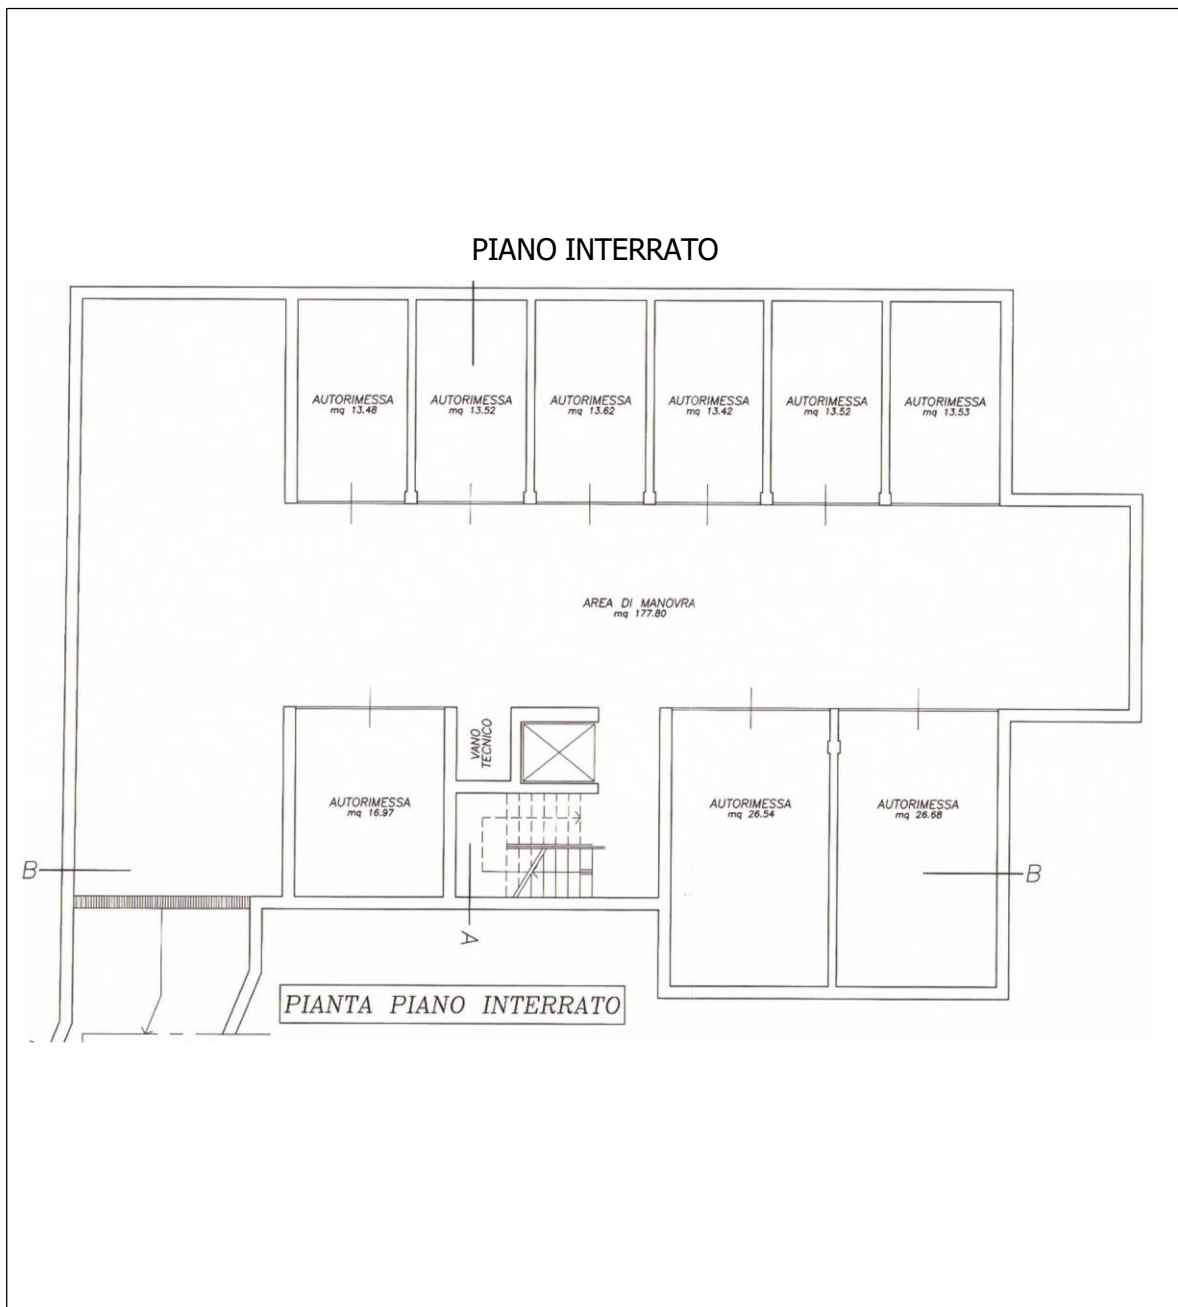 PIANO INTERRATO
AUTORIMESSA
mq 13.48
AUTORIMESSA
mq 13.52
AUTORIMESSA
mq 13.62
AUTORIMESSA
mq 13.42
AUTORIMESSA
mq 13.52
AUTORIMESSA
mq 13.53
AREA DI MANOVRA
mq 177.80
VANO
TECNICO
AUTORIMESSA
mq 16.97
AUTORIMESSA
mq 26.54
AUTORIMESSA
mq 26.68
B
B
A
PIANTA PIANO INTERRATO